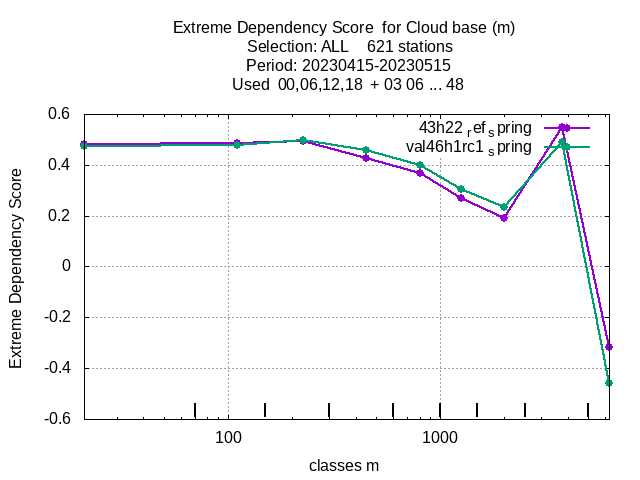 Extreme Dependency Score for Cloud base (m)
Selection: ALL 621 stations
Period: 20230415-20230515
Used 00,06,12,18 + 03 06 ... 48
43h22ref spring
val46h1rc1 spring
Extreme Dependency Score
0.6
0.4
0.2
0
-0.2
-0.4
-0.6
100 1000
classes m